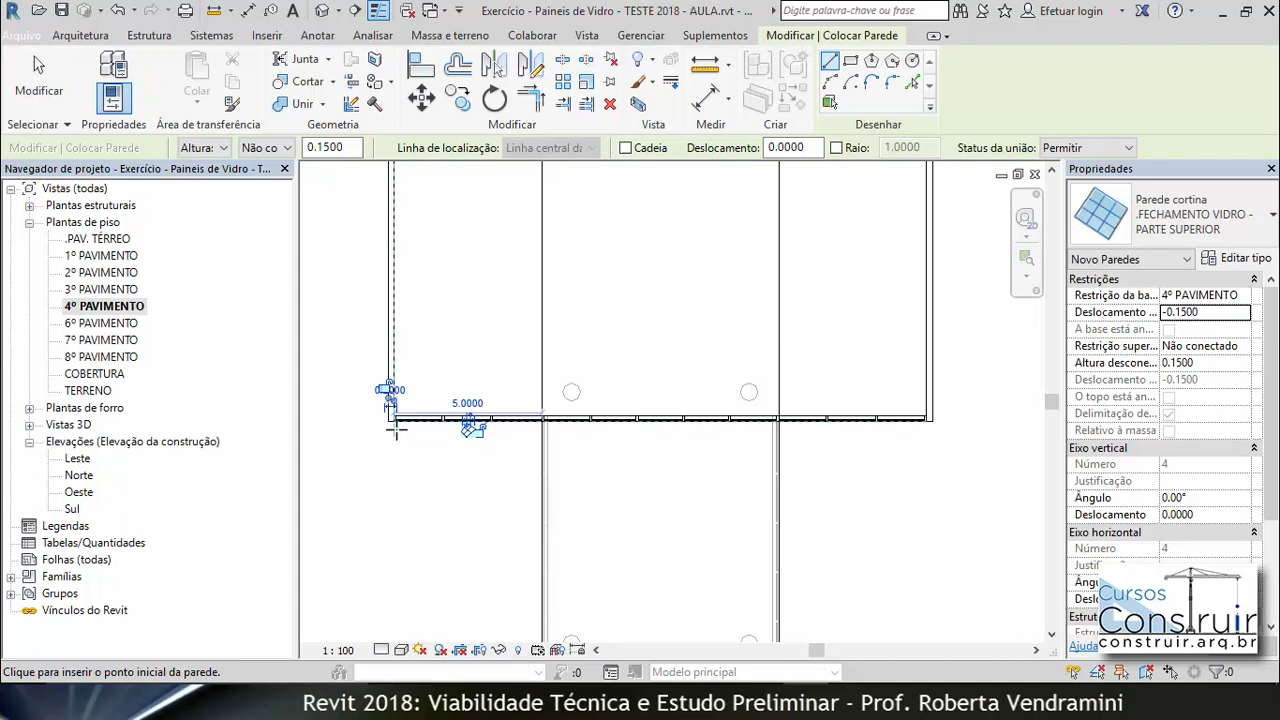 Exercício - Paineis de Vidro - TESTE 2018 - AULA.rvt - ...
Digite palavra-chave ou frase
Efetuar login
Arquivo
Arquitetura
Estrutura
Sistemas
Inserir
Anotar
Analisar
Massa e terreno
Colaborar
Vista
Gerenciar
Suplementos
Modificar | Colocar Parede
Modificar
Colar
Junta
Cortar
Unir
Selecionar
Propriedades
Área de transferência
Geometria
Modificar
Vista
Medir
Criar
Desenhar
Modificar | Colocar Parede
Altura:
Não co
0.1500
Linha de localização:
Linha central da
Cadeia
Deslocamento:
0.0000
Raio:
1.0000
Status da união:
Permitir
Navegador de projeto - Exercício - Paineis de Vidro - T...
Vistas (todas)
Plantas estruturais
Plantas de piso
.PAV. TÉRREO
1º PAVIMENTO
2º PAVIMENTO
3º PAVIMENTO
4º PAVIMENTO
6º PAVIMENTO
7º PAVIMENTO
8º PAVIMENTO
COBERTURA
TERRENO
Plantas de forro
Vistas 3D
Elevações (Elevação da construção)
Leste
Norte
Oeste
Sul
Legendas
Tabelas/Quantidades
Folhas (todas)
Famílias
Grupos
Vínculos do Revit
5.0000
2D
Propriedades
Parede cortina
.FECHAMENTO VIDRO -
PARTE SUPERIOR
Novo Paredes
Editar tipo
Restrições
Restrição da ba...
4º PAVIMENTO
Deslocamento ...
-0.1500
A base está an...
Restrição super...
Não conectado
Altura descone...
0.1500
Deslocamento ...
-0.1500
O topo está an...
Delimitação de...
Relativo à massa
Eixo vertical
Número
4
Justificação
Ângulo
0.00°
Deslocamento
0.0000
Eixo horizontal
Número
4
Ajuda
Cursos
Construir
construir.arq.br
1 : 100
Clique para inserir o ponto inicial da parede.
:0
Modelo principal
:0
Revit 2018: Viabilidade Técnica e Estudo Preliminar - Prof. Roberta Vendramini